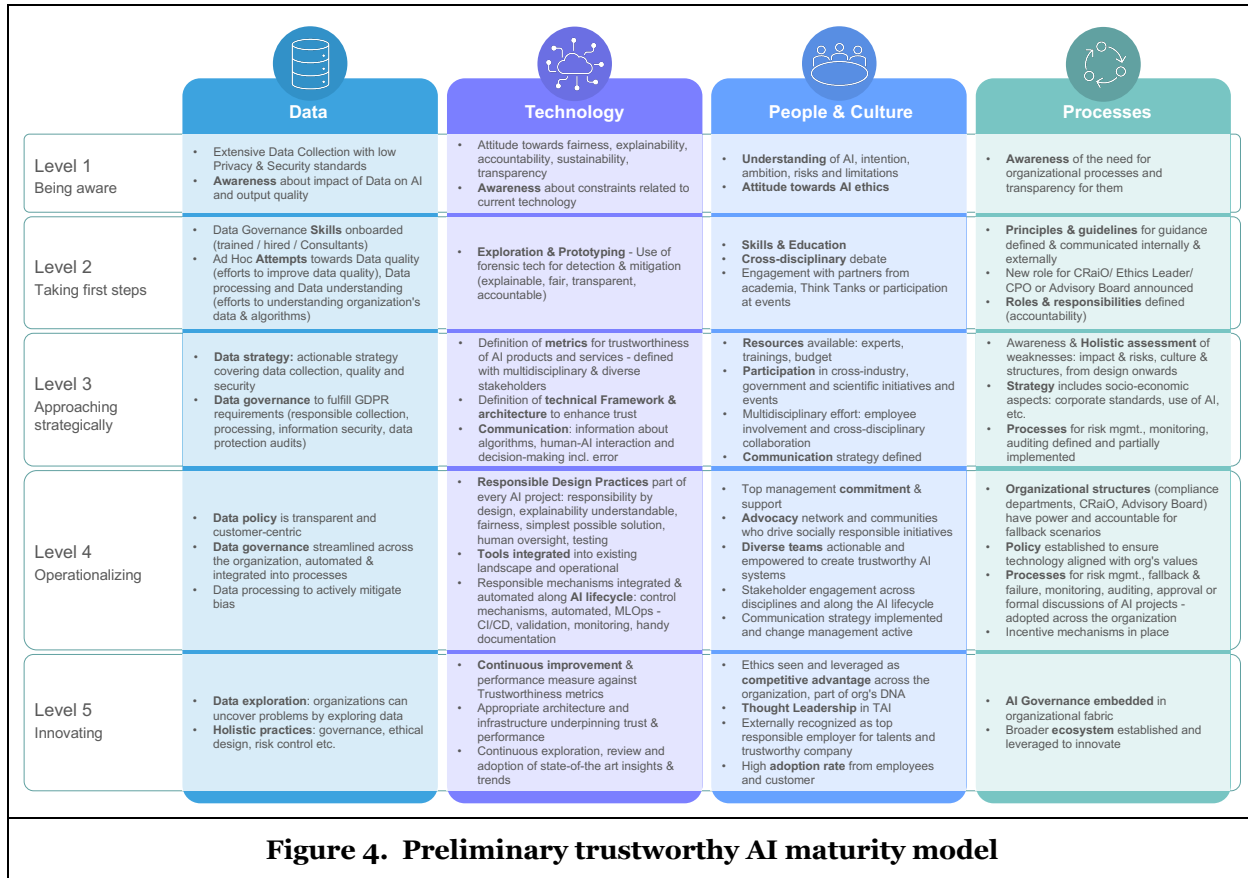 Data
Technology
People & Culture
Processes
Level 1
Being aware
• Extensive Data Collection with low
Privacy & Security standards
• Awareness about impact of Data on AI
and output quality
• Attitude towards fairness, explainability,
accountability, sustainability,
transparency
• Awareness about constraints related to
current technology
• Understanding of AI, intention,
ambition, risks and limitations
• Attitude towards AI ethics
• Awareness of the need for
organizational processes and
transparency for them
Level 2
Taking first steps
• Data Governance Skills onboarded
(trained / hired / Consultants)
• Ad Hoc Attempts towards Data quality
(efforts to improve data quality), Data
processing and Data understanding
(efforts to understanding organization's
data & algorithms)
• Exploration & Prototyping - Use of
forensic tech for detection & mitigation
(explainable, fair, transparent,
accountable)
• Skills & Education
• Cross-disciplinary debate
• Engagement with partners from
academia, Think Tanks or participation
at events
• Principles & guidelines for guidance
defined & communicated internally &
externally
• New role for CRaiO/ Ethics Leader/
CPO or Advisory Board announced
• Roles & responsibilities defined
(accountability)
Level 3
Approaching
strategically
• Data strategy: actionable strategy
covering data collection, quality and
security
• Data governance to fulfill GDPR
requirements (responsible collection,
processing, information security, data
protection audits)
• Definition of metrics for trustworthiness
of AI products and services - defined
with multidisciplinary & diverse
stakeholders
• Definition of technical Framework &
architecture to enhance trust
• Communication: information about
algorithms, human-AI interaction and
decision-making incl. error
• Resources available: experts,
trainings, budget
• Participation in cross-industry,
government and scientific initiatives and
events
• Multidisciplinary effort: employee
involvement and cross-disciplinary
collaboration
• Communication strategy defined
• Awareness & Holistic assessment of
weaknesses: impact & risks, culture &
structures, from design onwards
• Strategy includes socio-economic
aspects: corporate standards, use of AI,
etc.
• Processes for risk mgmt., monitoring,
auditing defined and partially
implemented
Level 4
Operationalizing
• Data policy is transparent and
customer-centric
• Data governance streamlined across
the organization, automated &
integrated into processes
• Data processing to actively mitigate
bias
• Responsible Design Practices part of
every AI project: responsibility by
design, explainability understandable,
fairness, simplest possible solution,
human oversight, testing
• Tools integrated into existing
landscape and operational
• Responsible mechanisms integrated &
automated along AI lifecycle: control
mechanisms, automated, MLOps -
CI/CD, validation, monitoring, handy
documentation
• Top management commitment &
support
• Advocacy network and communities
who drive socially responsible initiatives
• Diverse teams actionable and
empowered to create trustworthy AI
systems
• Stakeholder engagement across
disciplines and along the AI lifecycle
• Communication strategy implemented
and change management active
• Organizational structures (compliance
departments, CRaiO, Advisory Board)
have power and accountable for
fallback scenarios
• Policy established to ensure
technology aligned with org's values
• Processes for risk mgmt., fallback &
failure, monitoring, auditing, approval or
formal discussions of AI projects -
adopted across the organization
• Incentive mechanisms in place
Level 5
Innovating
• Data exploration: organizations can
uncover problems by exploring data
• Holistic practices: governance, ethical
design, risk control etc.
• Continuous improvement &
performance measure against
Trustworthiness metrics
• Appropriate architecture and
infrastructure underpinning trust &
performance
• Continuous exploration, review and
adoption of state-of-the art insights &
trends
• Ethics seen and leveraged as
competitive advantage across the
organization, part of org's DNA
• Thought Leadership in TAI
• Externally recognized as top
responsible employer for talents and
trustworthy company
• High adoption rate from employees
and customer
• AI Governance embedded in
organizational fabric
• Broader ecosystem established and
leveraged to innovate
Figure 4. Preliminary trustworthy AI maturity model